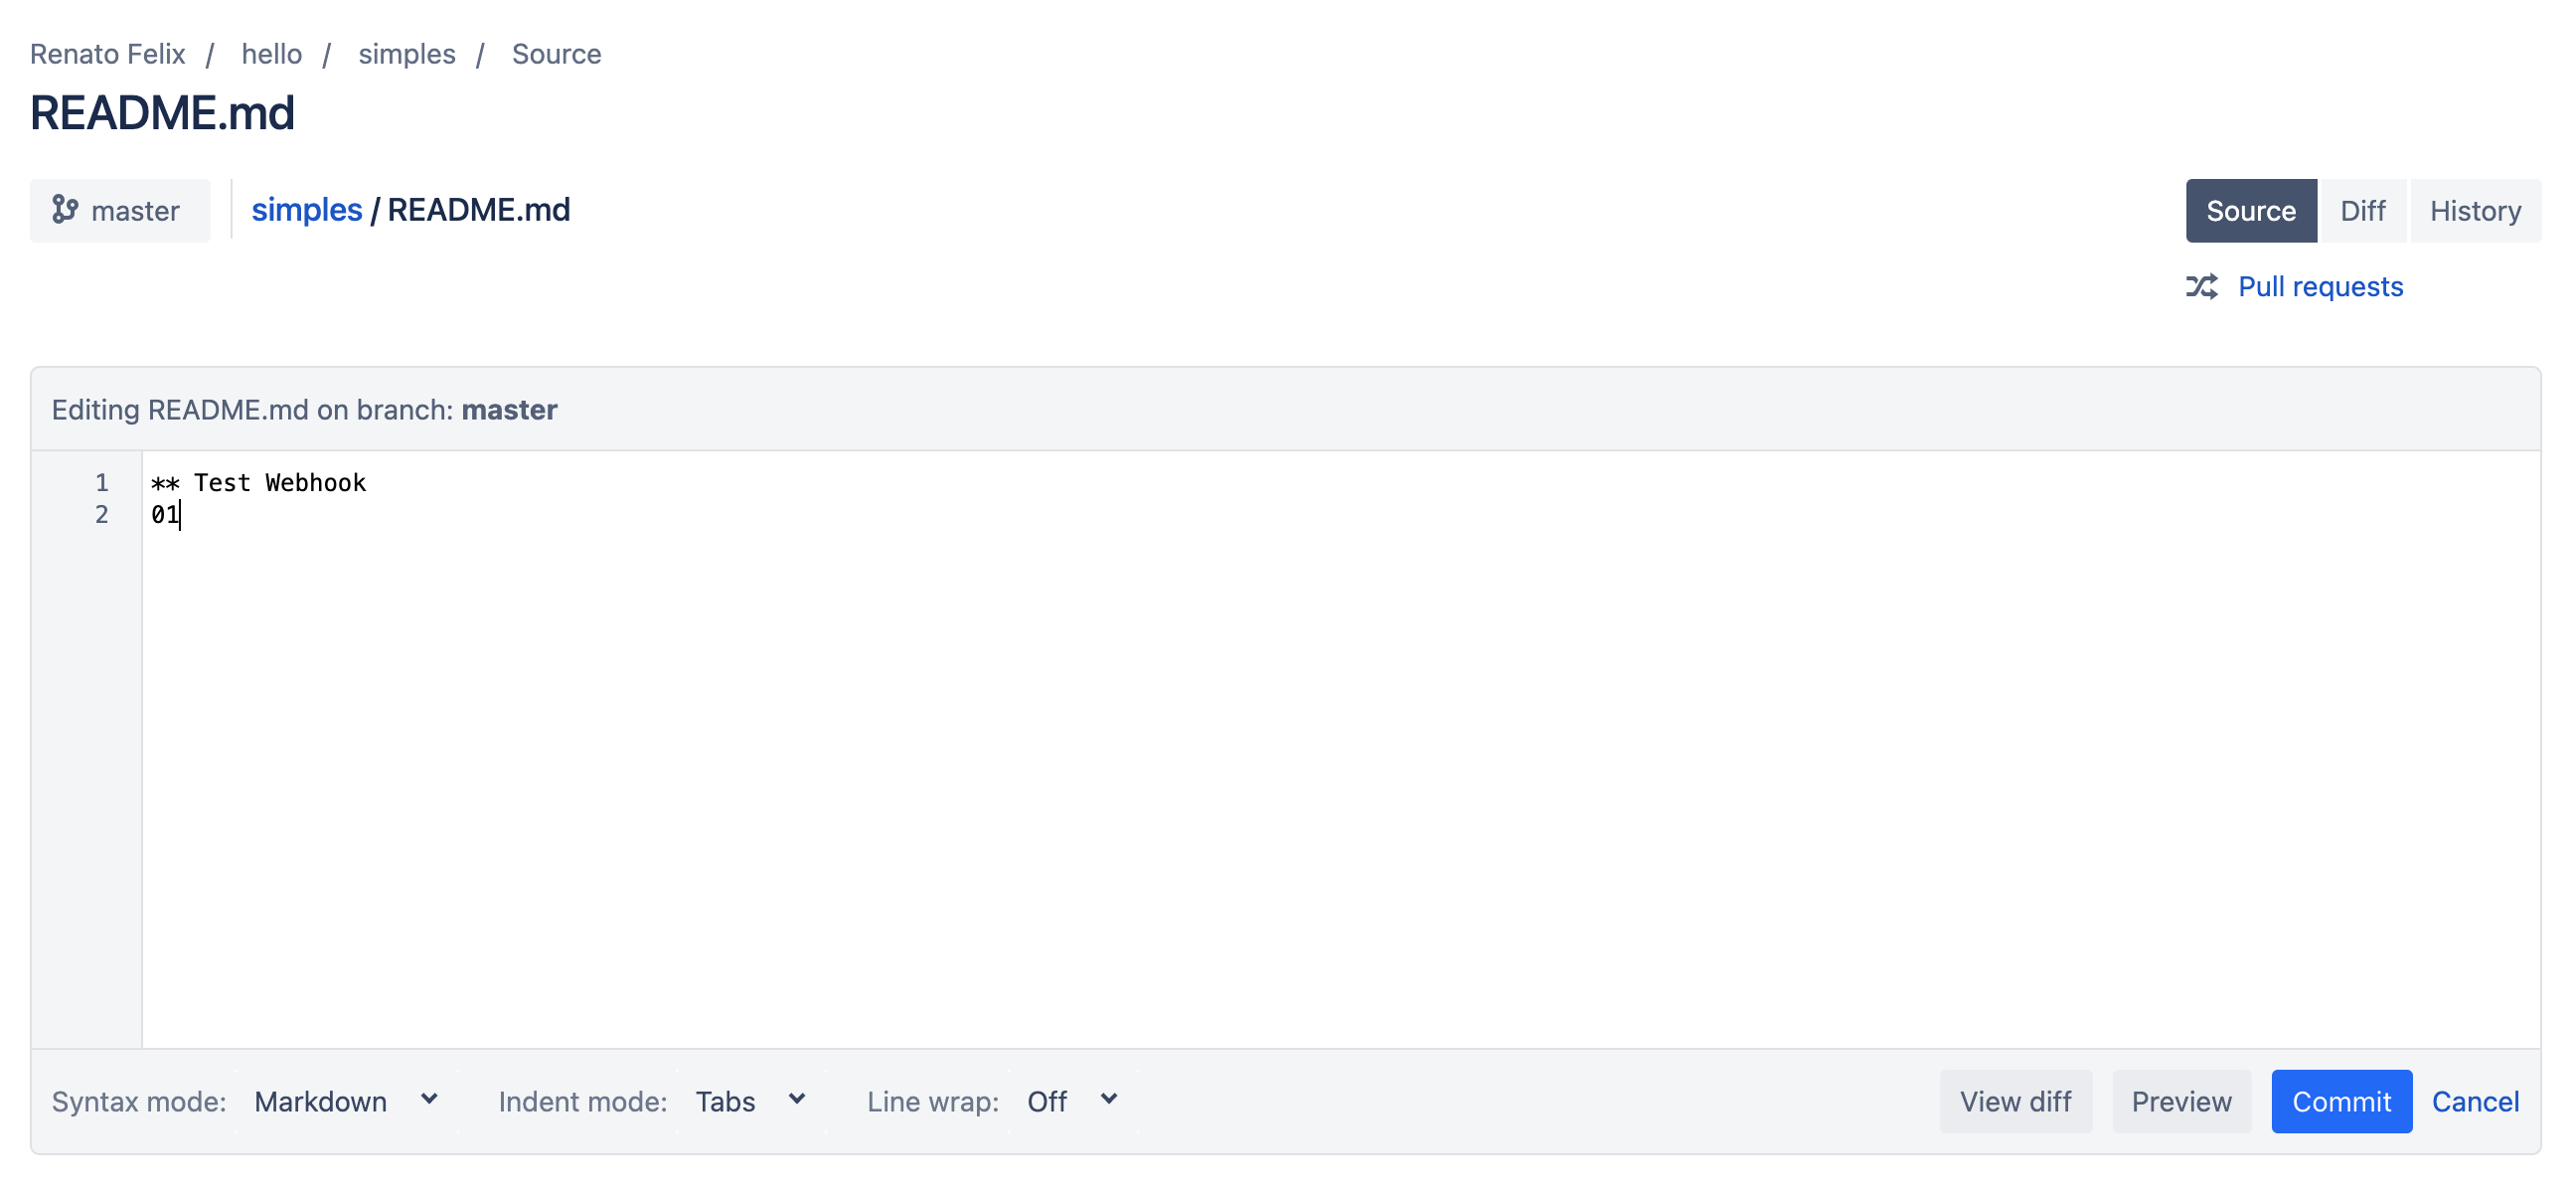 Renato Felix / hello / simples / Source
README.md
master simples / README.md Source Diff History
Pull requests
Editing README.md on branch: master
1 ** Test Webhook
2 01
Syntax mode: Markdown Indent mode: Tabs Line wrap: Off View diff Preview Commit Cancel